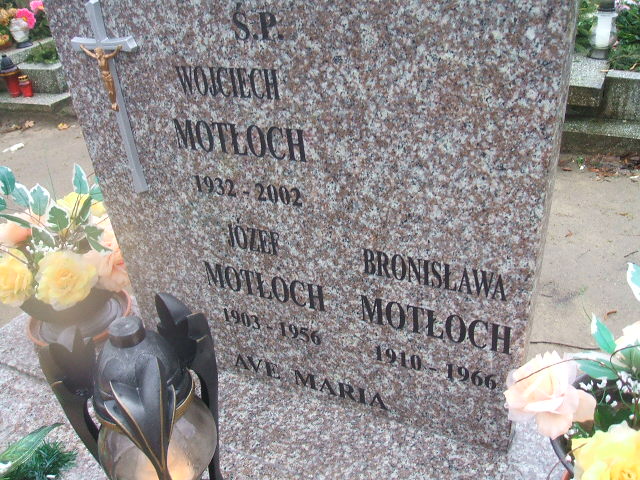 Ś.P.
WOJCIECH
MOTŁOCH
1932 - 2002
JÓZEF
MOTŁOCH
1903 - 1956
BRONISŁAWA
MOTŁOCH
1910 - 1966
AVE MARIA